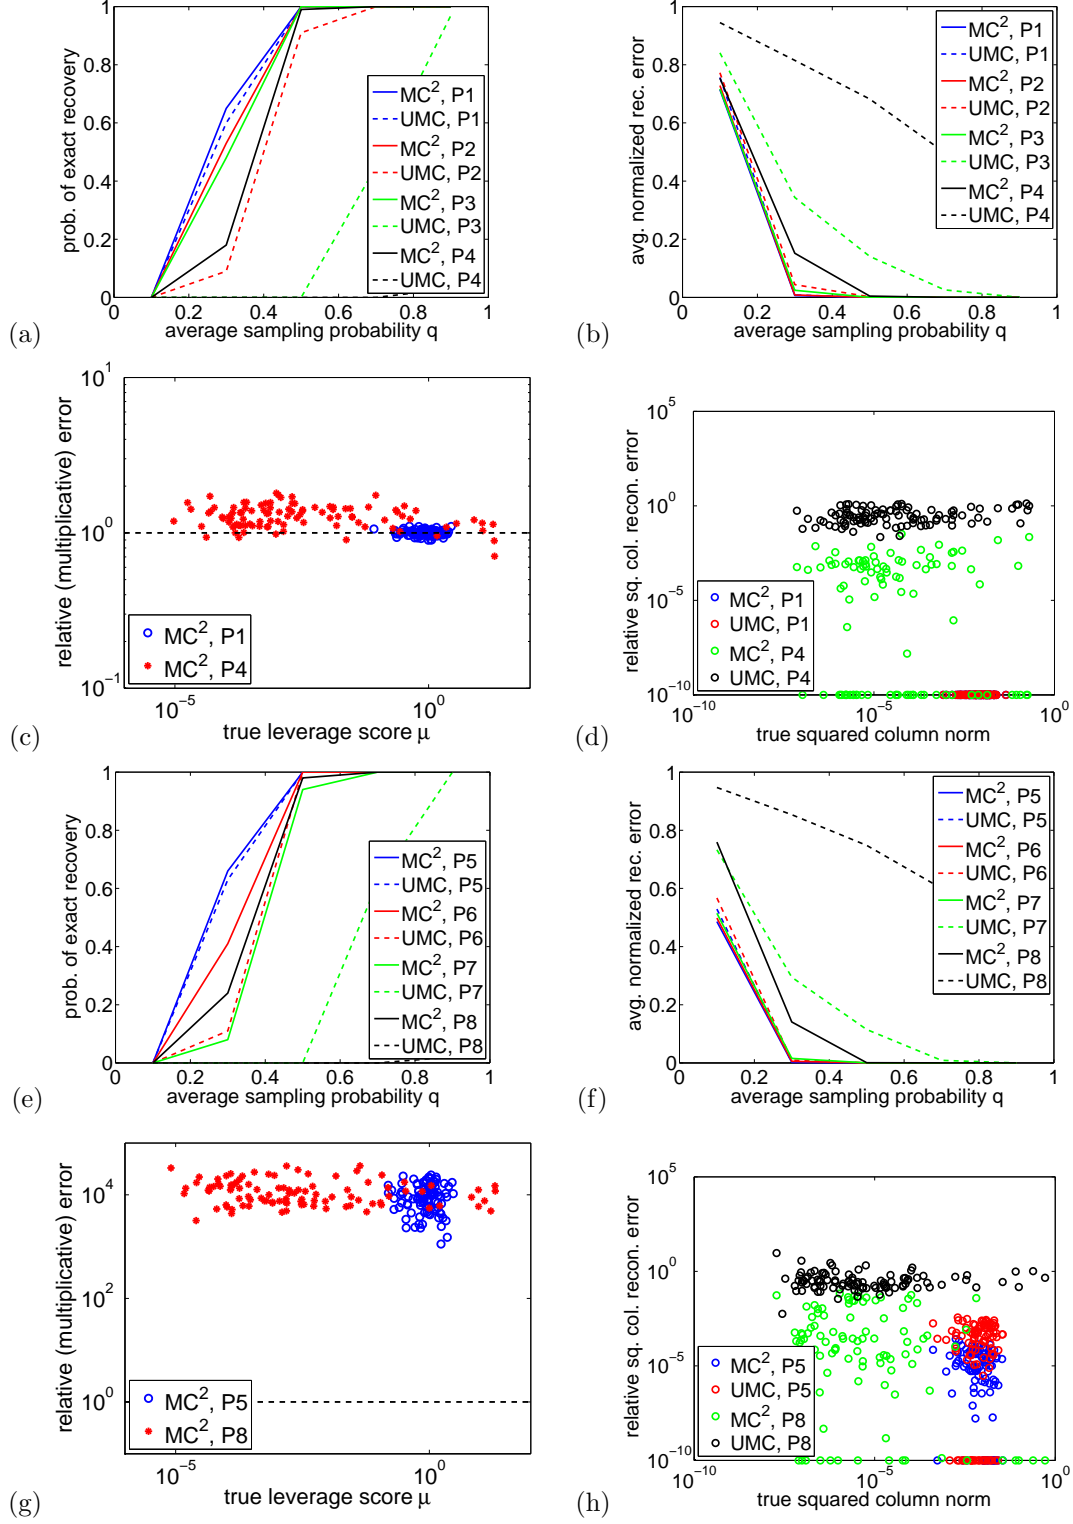 prob. of exact recovery
1
0.8
0.6
0.4
0.2
0
0 0.2 0.4 0.6 0.8 1
average sampling probability q
MC², P1
UMC, P1
MC², P2
UMC, P2
MC², P3
UMC, P3
MC², P4
UMC, P4
(a)
avg. normalized rec. error
1
0.8
0.6
0.4
0.2
0
0 0.2 0.4 0.6 0.8 1
average sampling probability q
MC², P1
UMC, P1
MC², P2
UMC, P2
MC², P3
UMC, P3
MC², P4
UMC, P4
(b)
relative (multiplicative) error
10¹
10⁰
10⁻¹
10⁻⁵ 10⁰
true leverage score μ
MC², P1
MC², P4
(c)
relative sq. col. recon. error
10⁵
10⁰
10⁻⁵
10⁻¹⁰
10⁻¹⁰ 10⁻⁵ 10⁰
true squared column norm
MC², P1
UMC, P1
MC², P4
UMC, P4
(d)
prob. of exact recovery
1
0.8
0.6
0.4
0.2
0
0 0.2 0.4 0.6 0.8 1
average sampling probability q
MC², P5
UMC, P5
MC², P6
UMC, P6
MC², P7
UMC, P7
MC², P8
UMC, P8
(e)
avg. normalized rec. error
1
0.8
0.6
0.4
0.2
0
0 0.2 0.4 0.6 0.8 1
average sampling probability q
MC², P5
UMC, P5
MC², P6
UMC, P6
MC², P7
UMC, P7
MC², P8
UMC, P8
(f)
relative (multiplicative) error
10⁴
10²
10⁰
10⁻⁵ 10⁰
true leverage score μ
MC², P5
MC², P8
(g)
relative sq. col. recon. error
10⁵
10⁰
10⁻⁵
10⁻¹⁰
10⁻¹⁰ 10⁻⁵ 10⁰
true squared column norm
MC², P5
UMC, P5
MC², P8
UMC, P8
(h)